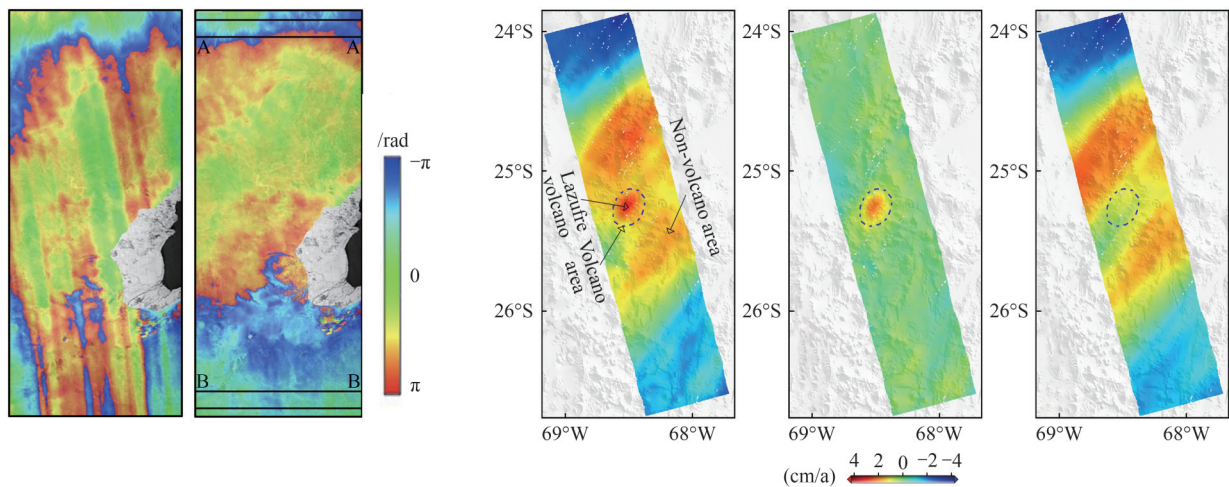 A A
B B
/rad
−π
0
π
24°S
25°S
26°S
69°W 68°W
Lazufre
volcano
Volcano
area
Non-volcano area
24°S
25°S
26°S
69°W 68°W
24°S
25°S
26°S
69°W 68°W
(cm/a)
4 2 0 −2 −4